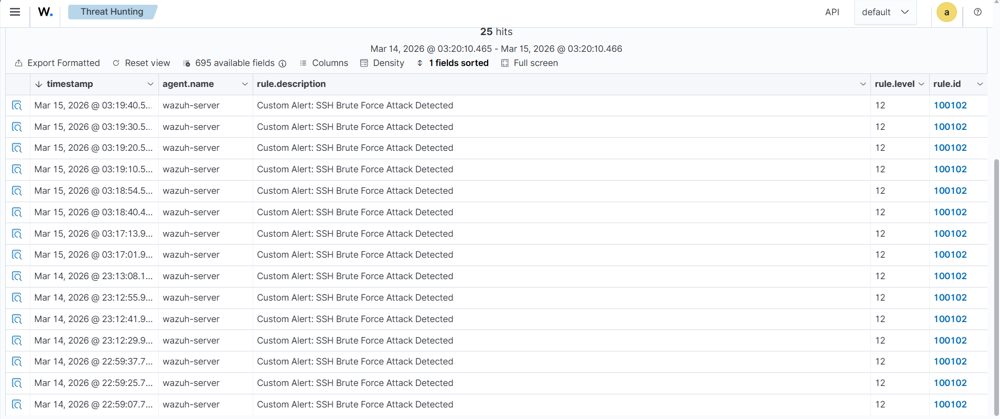 W. Threat Hunting API default a
25 hits
Mar 14, 2026 @ 03:20:10.465 - Mar 15, 2026 @ 03:20:10.466
Export Formatted Reset view 695 available fields Columns Density 1 fields sorted Full screen
timestamp agent.name rule.description rule.level rule.id
Mar 15, 2026 @ 03:19:40.5... wazuh-server Custom Alert: SSH Brute Force Attack Detected 12 100102
Mar 15, 2026 @ 03:19:30.5... wazuh-server Custom Alert: SSH Brute Force Attack Detected 12 100102
Mar 15, 2026 @ 03:19:20.5... wazuh-server Custom Alert: SSH Brute Force Attack Detected 12 100102
Mar 15, 2026 @ 03:19:10.5... wazuh-server Custom Alert: SSH Brute Force Attack Detected 12 100102
Mar 15, 2026 @ 03:18:54.5... wazuh-server Custom Alert: SSH Brute Force Attack Detected 12 100102
Mar 15, 2026 @ 03:18:40.4... wazuh-server Custom Alert: SSH Brute Force Attack Detected 12 100102
Mar 15, 2026 @ 03:17:13.9... wazuh-server Custom Alert: SSH Brute Force Attack Detected 12 100102
Mar 15, 2026 @ 03:17:01.9... wazuh-server Custom Alert: SSH Brute Force Attack Detected 12 100102
Mar 14, 2026 @ 23:13:08.1... wazuh-server Custom Alert: SSH Brute Force Attack Detected 12 100102
Mar 14, 2026 @ 23:12:55.9... wazuh-server Custom Alert: SSH Brute Force Attack Detected 12 100102
Mar 14, 2026 @ 23:12:41.9... wazuh-server Custom Alert: SSH Brute Force Attack Detected 12 100102
Mar 14, 2026 @ 23:12:29.9... wazuh-server Custom Alert: SSH Brute Force Attack Detected 12 100102
Mar 14, 2026 @ 22:59:37.7... wazuh-server Custom Alert: SSH Brute Force Attack Detected 12 100102
Mar 14, 2026 @ 22:59:25.7... wazuh-server Custom Alert: SSH Brute Force Attack Detected 12 100102
Mar 14, 2026 @ 22:59:07.7... wazuh-server Custom Alert: SSH Brute Force Attack Detected 12 100102